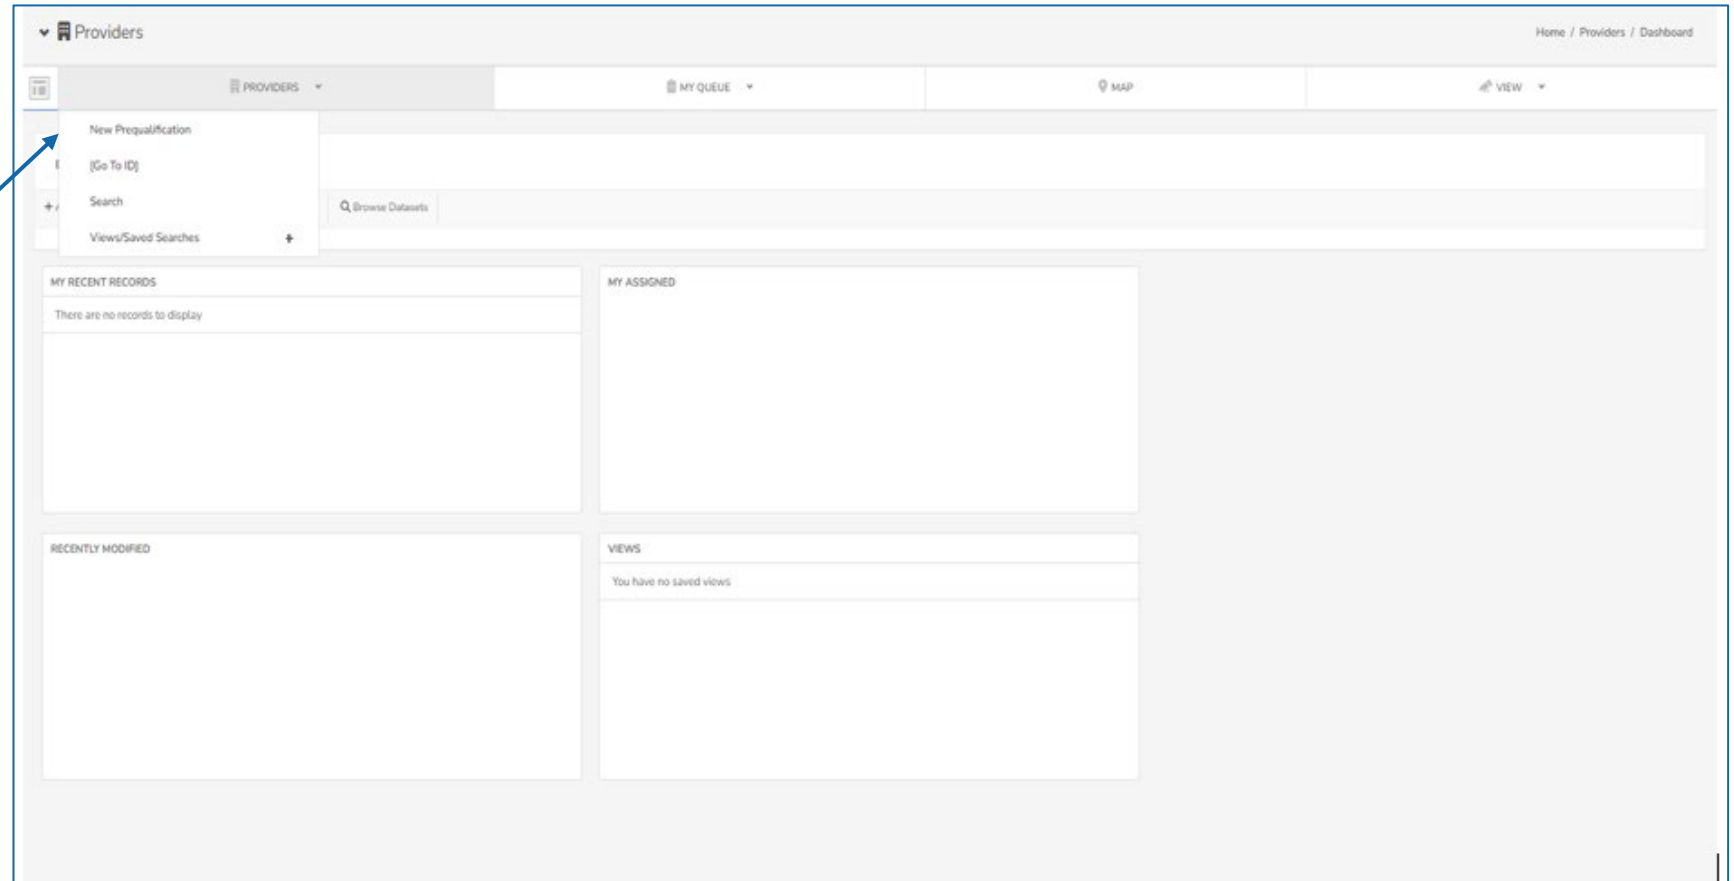 Providers
Home / Providers / Dashboard
PROVIDERS
MY QUEUE
MAP
VIEW
New Prequalification
[Go To ID]
Search
+
Browse Datasets
Views/Saved Searches +
MY RECENT RECORDS
MY ASSIGNED
There are no records to display
RECENTLY MODIFIED
VIEWS
You have no saved views